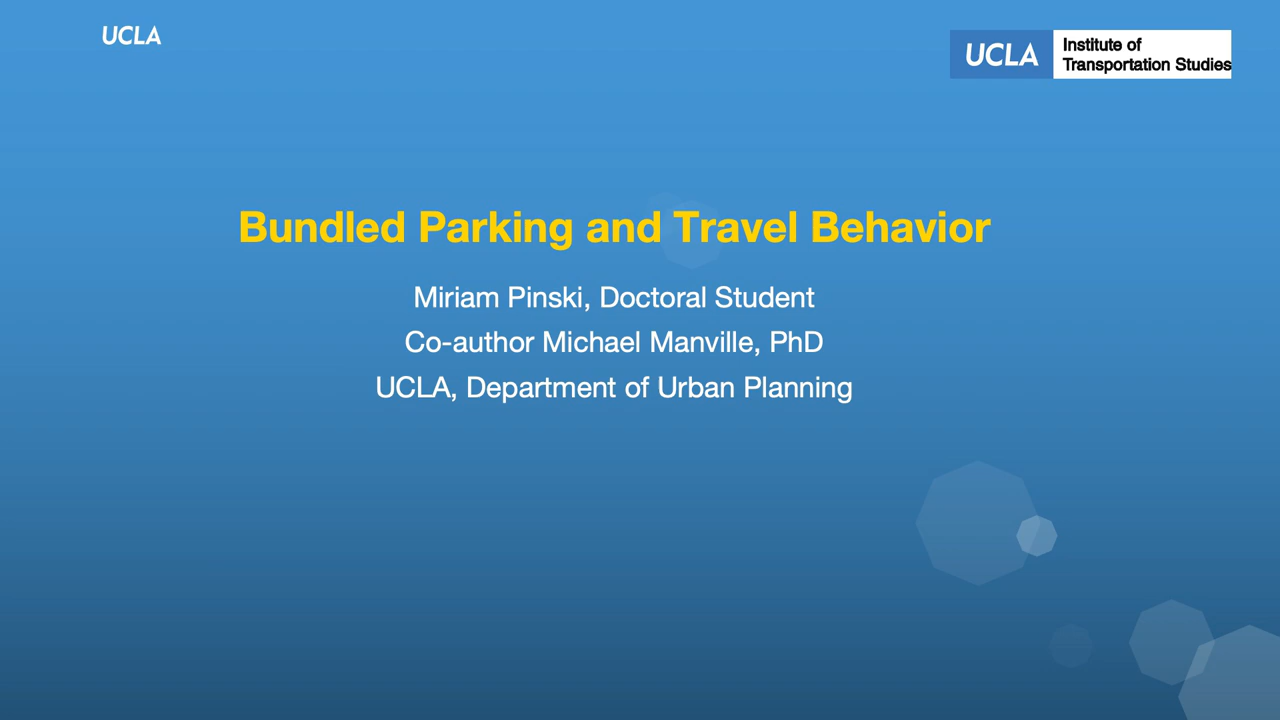 UCLA
UCLA
Institute of
Transportation Studies
Bundled Parking and Travel Behavior
Miriam Pinski, Doctoral Student
Co-author Michael Manville, PhD
UCLA, Department of Urban Planning